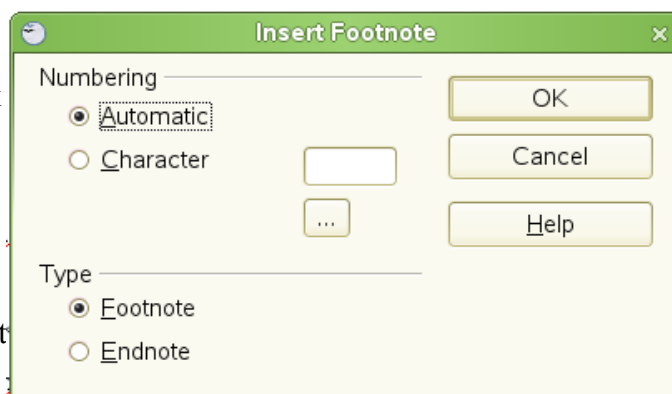 Insert Footnote
Numbering
Automatic
Character
...
Type
Footnote
Endnote
OK
Cancel
Help
t